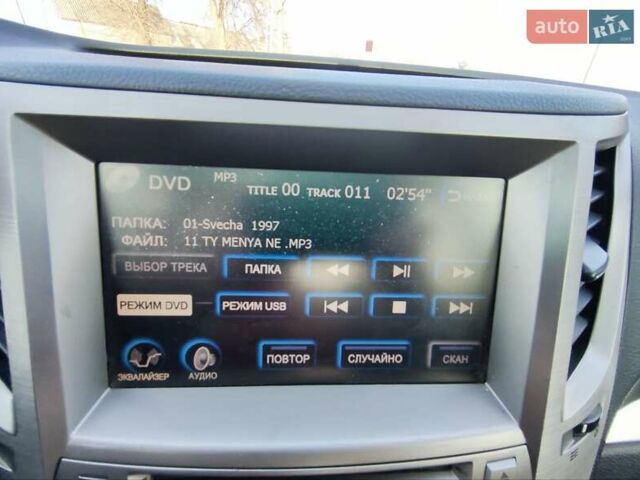 auto RIA
DVD MP3 TITLE 00 TRACK 011 02'54"
ПАПКА: 01-Svecha 1997
ФАЙЛ: 11 TY MENYA NE .MP3
ВЫБОР ТРЕКА ПАПКА
РЕЖИМ DVD РЕЖИМ USB
ПОВТОР СЛУЧАЙНО СКАН
ЭКВАЛАЙЗЕР АУДИО